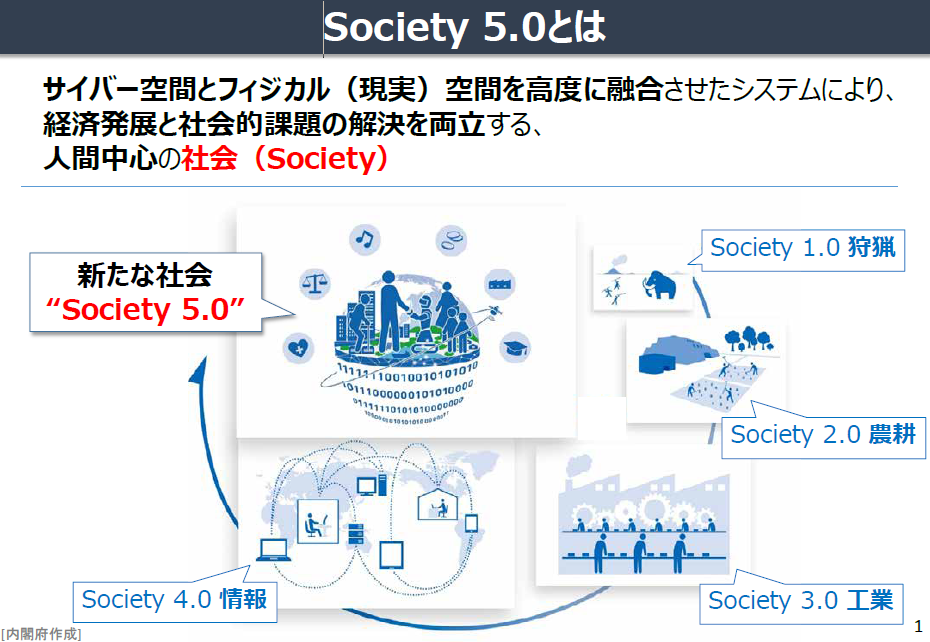 Society 5.0とは
サイバー空間とフィジカル（現実）空間を高度に融合させたシステムにより、
経済発展と社会的課題の解決を両立する、
人間中心の社会（Society）
新たな社会
“Society 5.0”
Society 1.0 狩猟
Society 2.0 農耕
Society 3.0 工業
Society 4.0 情報
[内閣府作成]
1